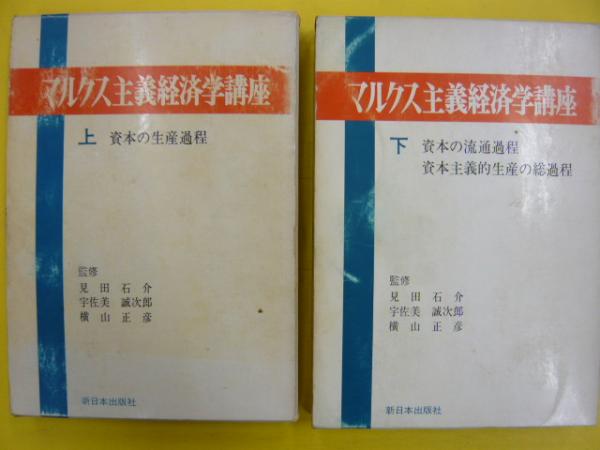 マルクス主義経済学講座
上 資本の生産過程
監修
見田石介
宇佐美 誠次郎
横山正彦
新日本出版社
マルクス主義経済学講座
下 資本の流通過程
資本主義的生産の総過程
監修
見田石介
宇佐美 誠次郎
横山正彦
新日本出版社